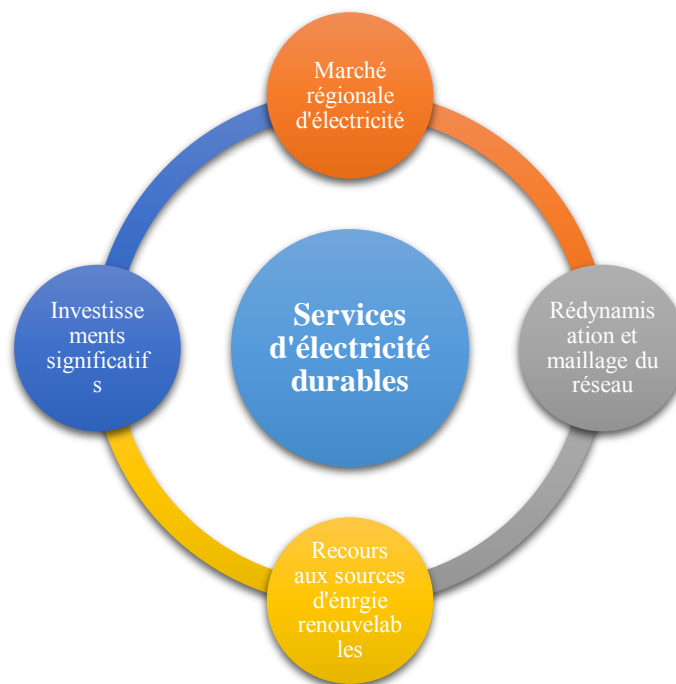 Marché
régionale
d'électricité
Investisse
ments
significatif
s
Services
d'électricité
durables
Rédynamis
ation et
maillage du
réseau
Recours
aux sources
d'énrgie
renouvelab
les